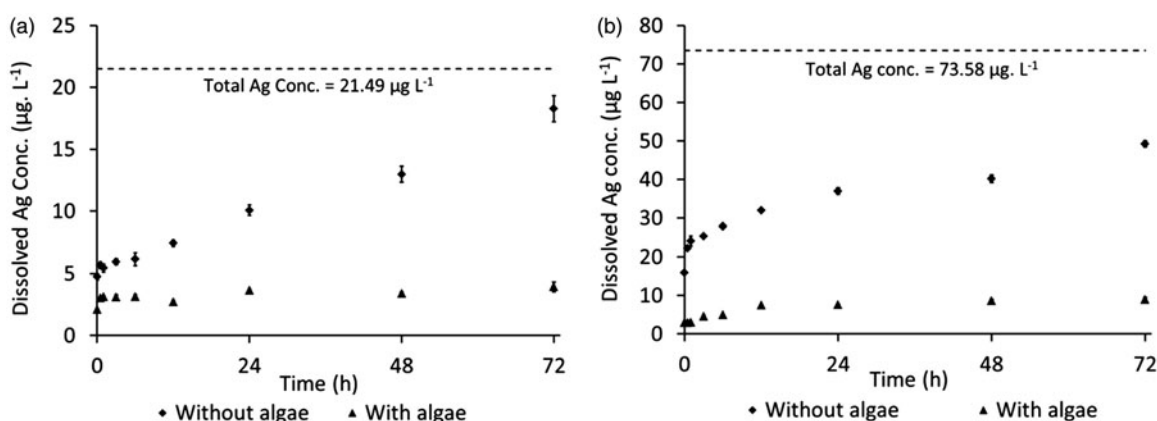 (a)
25
20
15
10
5
0
Dissolved Ag Conc. (µg. L-1)
Total Ag Conc. = 21.49 µg L-1
0 24 48 72
Time (h)
♦ Without algae ▲ With algae
(b)
80
70
60
50
40
30
20
10
0
Dissolved Ag conc. (µg. L-1)
Total Ag conc. = 73.58 µg. L-1
0 24 48 72
Time (h)
♦ Without algae ▲ With algae